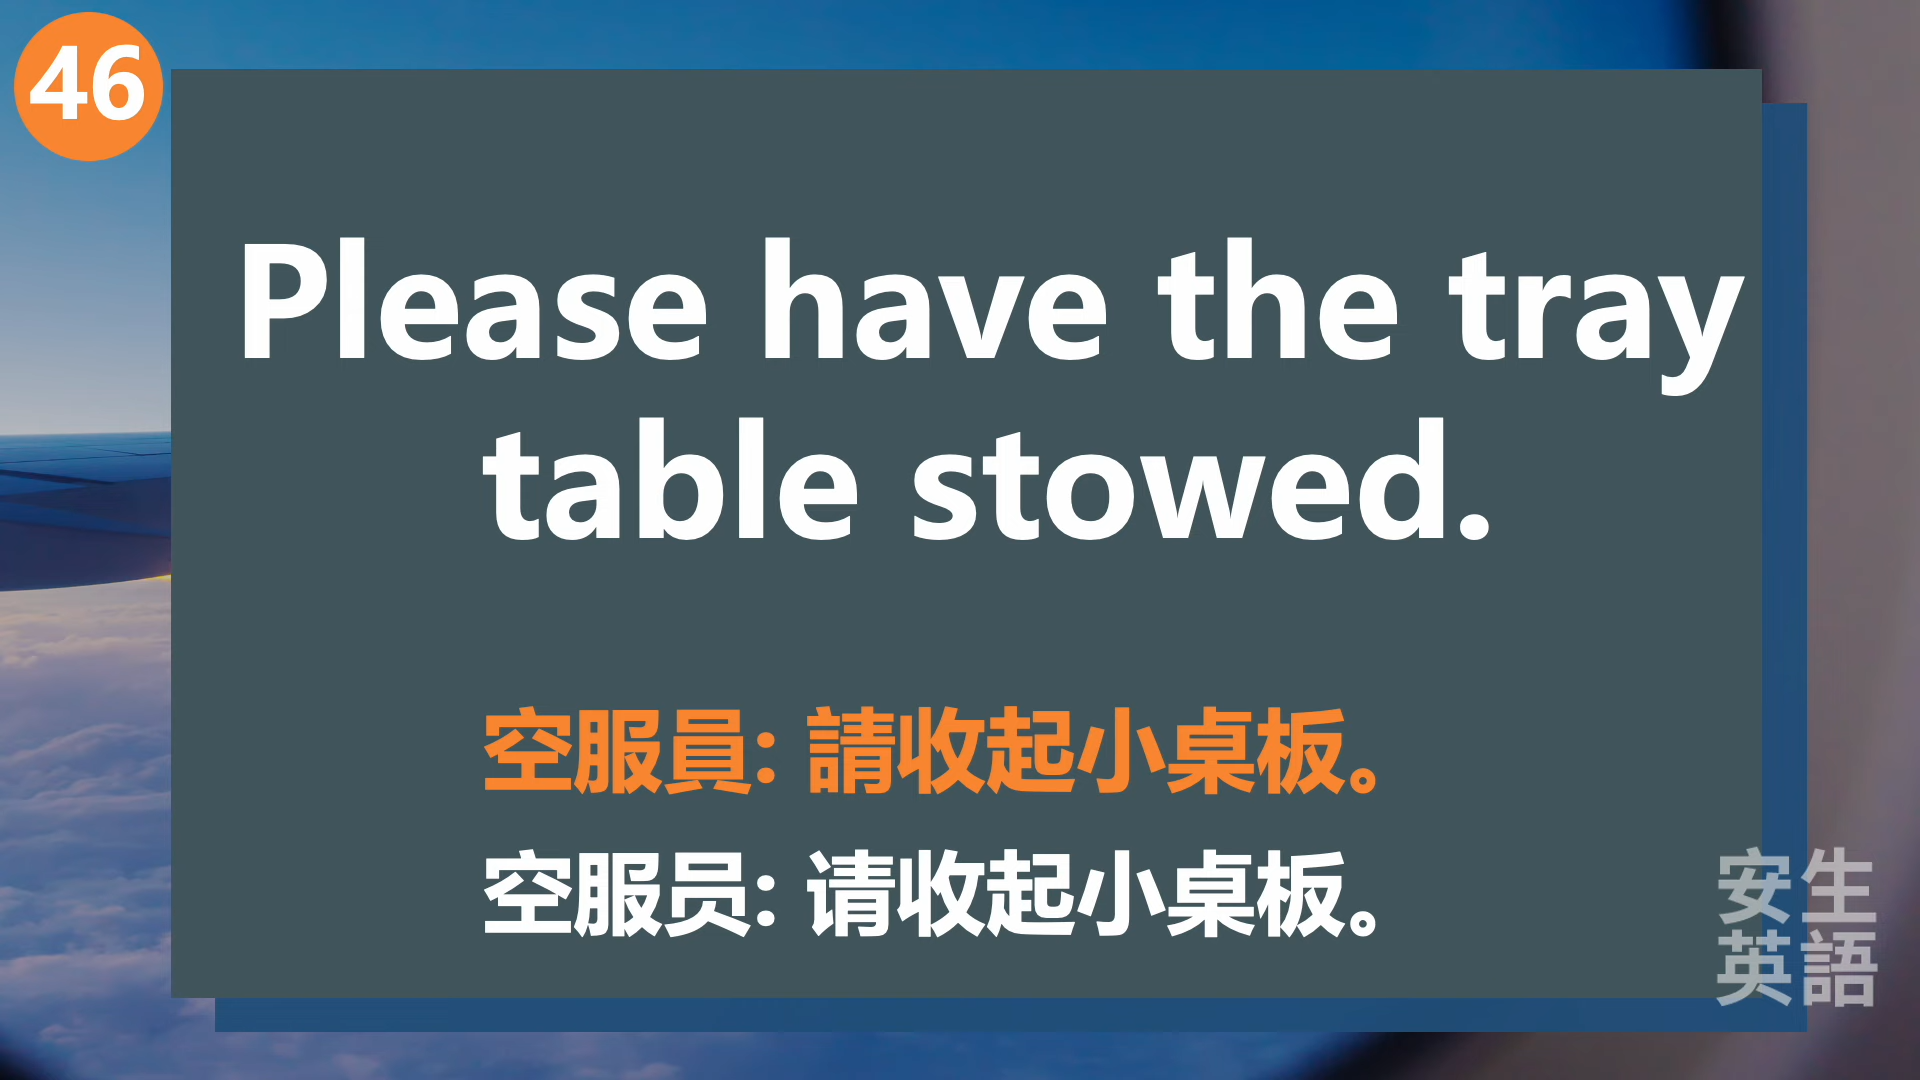 46
Please have the tray
table stowed.
空服員: 請收起小桌板。
空服员: 请收起小桌板。
安生
英語